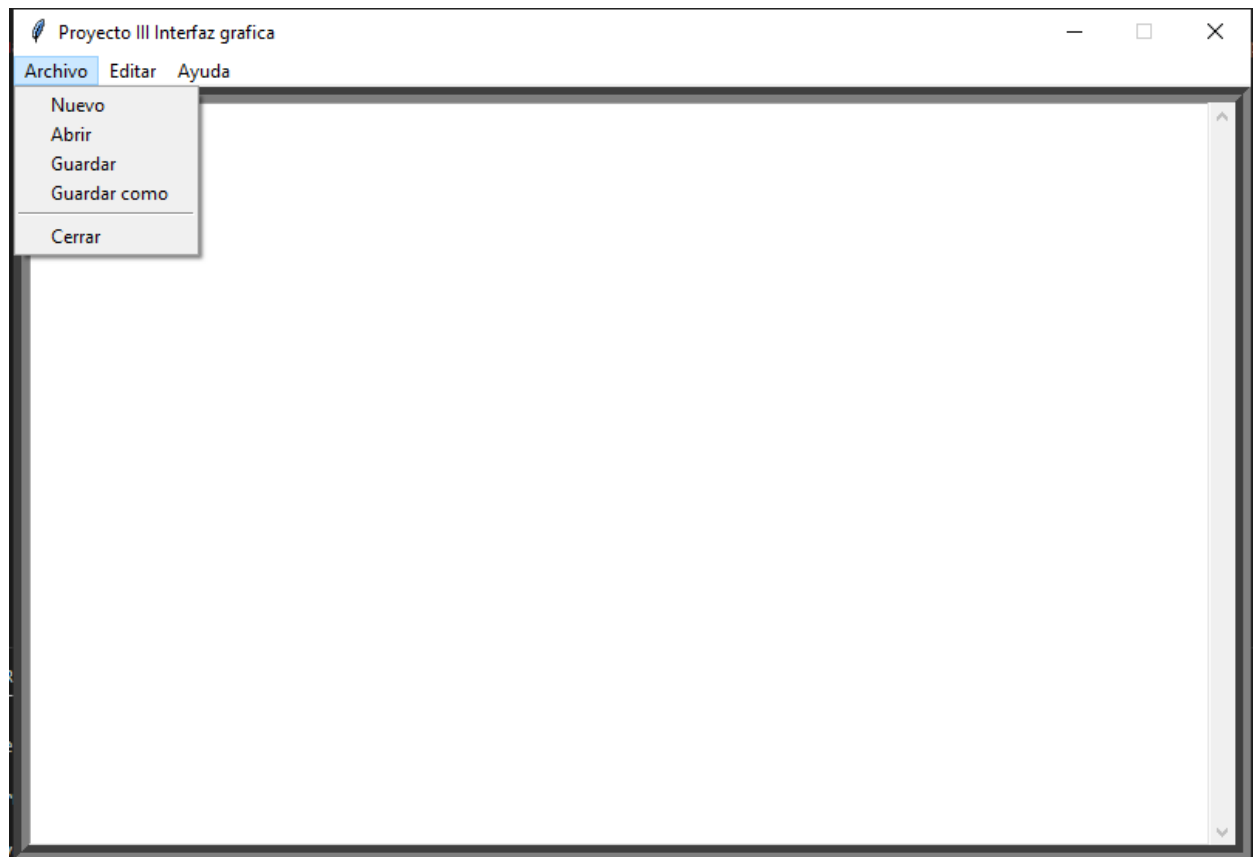 Proyecto III Interfaz grafica
Archivo Editar Ayuda
Nuevo
Abrir
Guardar
Guardar como
Cerrar